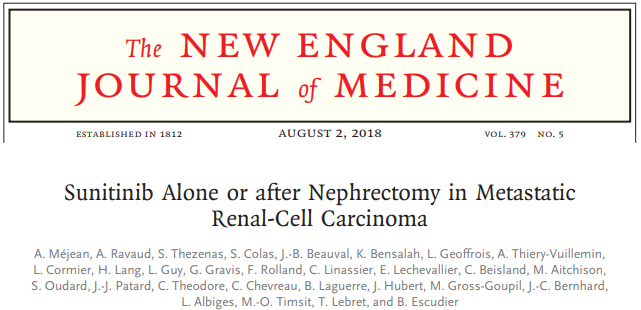 The NEW ENGLAND
JOURNAL of MEDICINE
ESTABLISHED IN 1812 AUGUST 2, 2018 VOL. 379 NO. 5
Sunitinib Alone or after Nephrectomy in Metastatic
Renal-Cell Carcinoma
A. Méjean, A. Ravaud, S. Thezenas, S. Colas, J.-B. Beauval, K. Bensalah, L. Geoffrois, A. Thiery-Vuillemin,
L. Cormier, H. Lang, L. Guy, G. Gravis, F. Rolland, C. Linassier, E. Lechevallier, C. Beisland, M. Aitchison,
S. Oudard, J.-J. Patard, C. Theodore, C. Chevreau, B. Laguerre, J. Hubert, M. Gross-Goupil, J.-C. Bernhard,
L. Albiges, M.-O. Timsit, T. Lebret, and B. Escudier